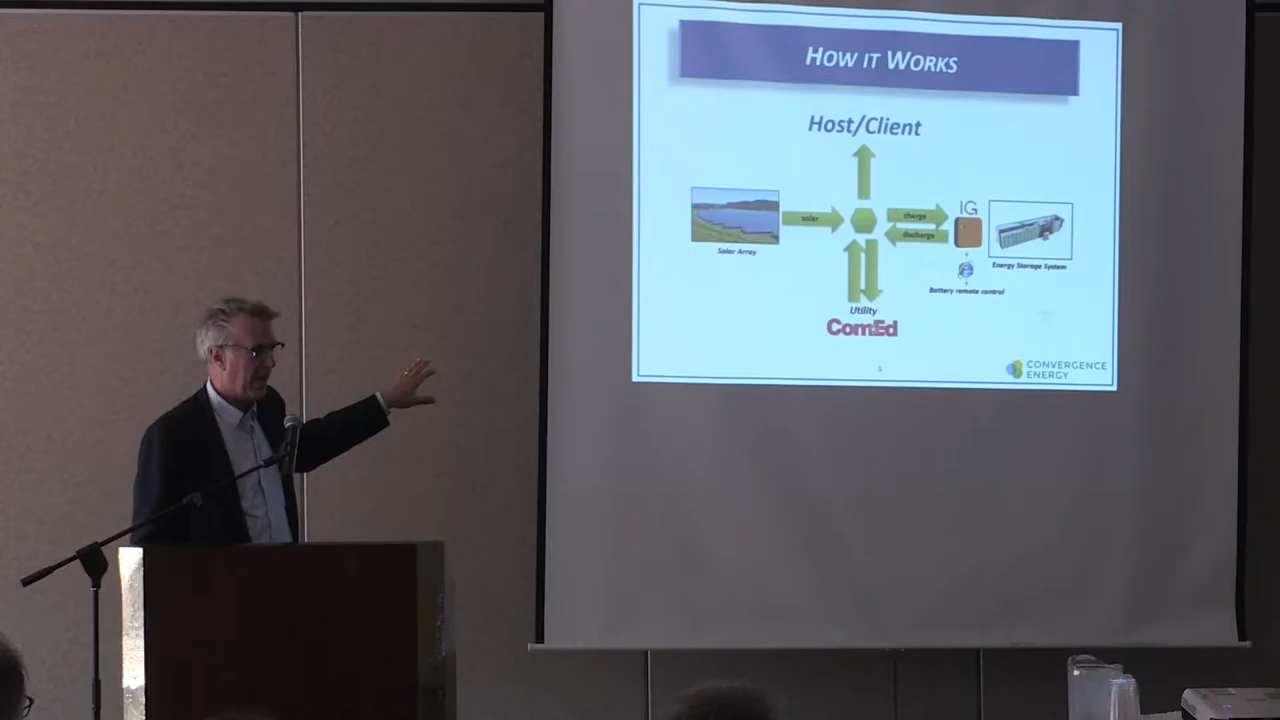 HOW IT WORKS
Host/Client
solar
charge
discharge
IG
Solar Array
Energy Storage System
Battery remote control
Utility
ComEd
5
CONVERGENCE
ENERGY